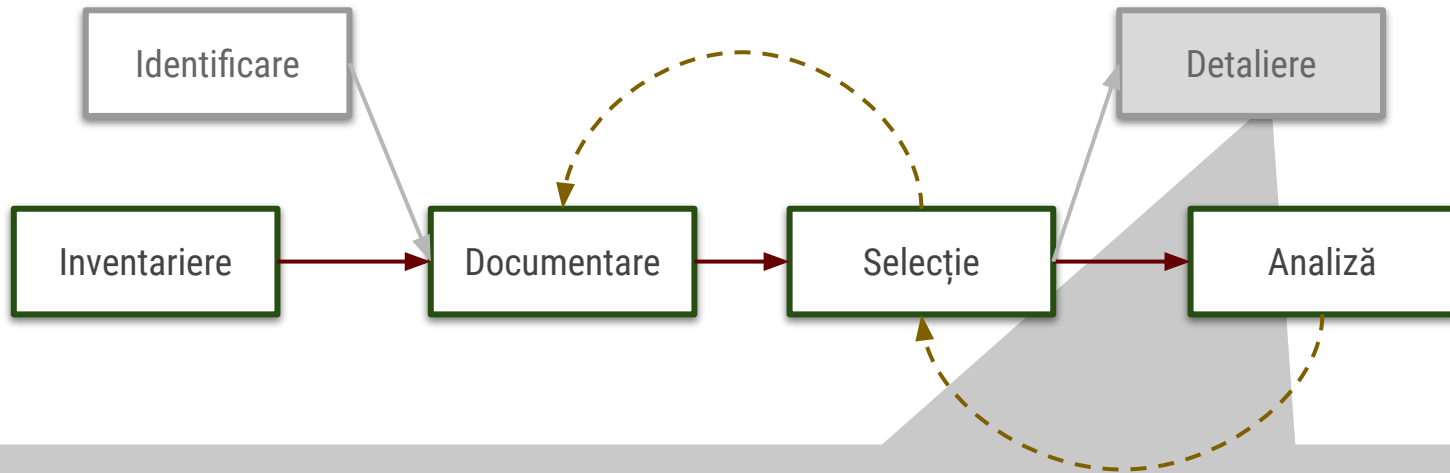 Identificare
Detaliere
Inventariere
Documentare
Selecție
Analiză